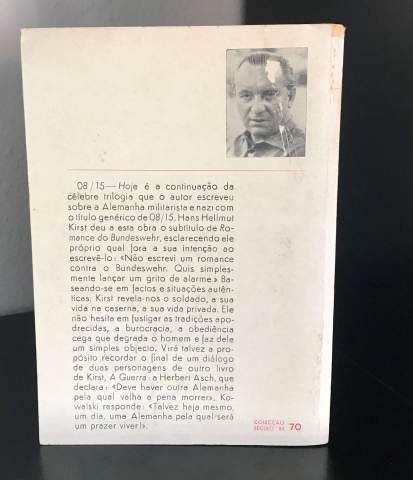 08/15 — Hoje é a continuação da
célebre trilogia que o autor escreveu
sobre a Alemanha militarista e nazi com
o título genérico de 08/15. Hans Hellmut
Kirst deu a esta obra o subtítulo de Ro-
mance do Bundeswehr, esclarecendo ele
próprio qual fora a sua intenção ao
escrevê-lo: «Não escrevi um romance
contra o Bundeswehr. Quis simples-
mente lançar um grito de alarme.» Ba-
seando-se em factos e situações autên-
ticas, Kirst revela-nos o soldado, a sua
vida na caserna, a sua vida privada. Ele
não hesita em fustigar as tradições apo-
drecidas, a burocracia, a obediência
cega que degrada o homem e faz dele
um simples objecto. Virá talvez a pro-
pósito recordar o final de um diálogo
de duas personagens de outro livro
de Kirst, A Guerra: a Herbert Asch, que
declara: «Deve haver outra Alemanha
pela qual valha a pena morrer», Ko-
walski responde: «Talvez haja mesmo,
um dia, uma Alemanha pela qual será
um prazer viver!».
COLECÇÃO
SÉCULO XX 70